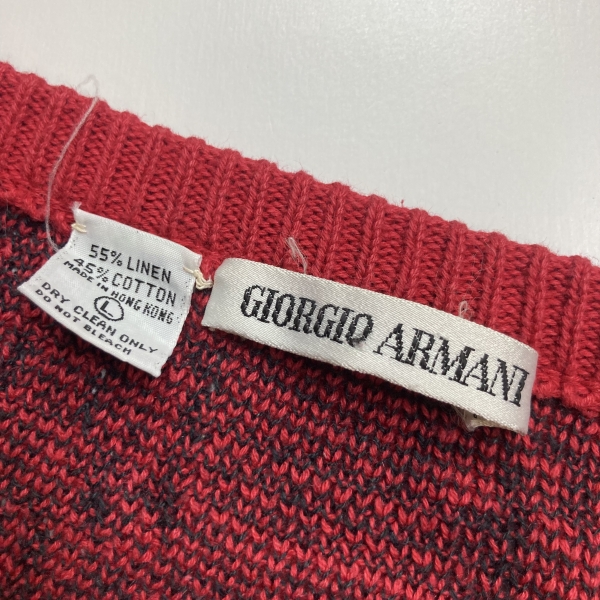 55% LINEN
45% COTTON
MADE IN HONG KONG
L
DRY CLEAN ONLY
DO NOT BLEACH
GIORGIO ARMANI